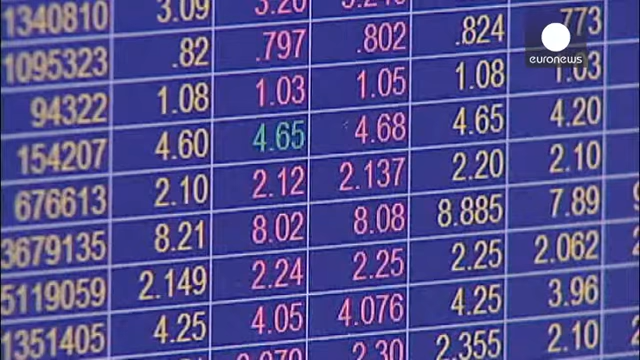 1340810 3.09 3.20
1095323 .82 .797 .802 .824 .773
94322 1.08 1.03 1.05 1.08 1.03
154207 4.60 4.65 4.68 4.65 4.20
676613 2.10 2.12 2.137 2.20 2.10
3679135 8.21 8.02 8.08 8.885 7.89
5119059 2.149 2.24 2.25 2.25 2.062
1351405 4.25 4.05 4.076 4.25 3.96
2.30 2.355 2.10
euronews